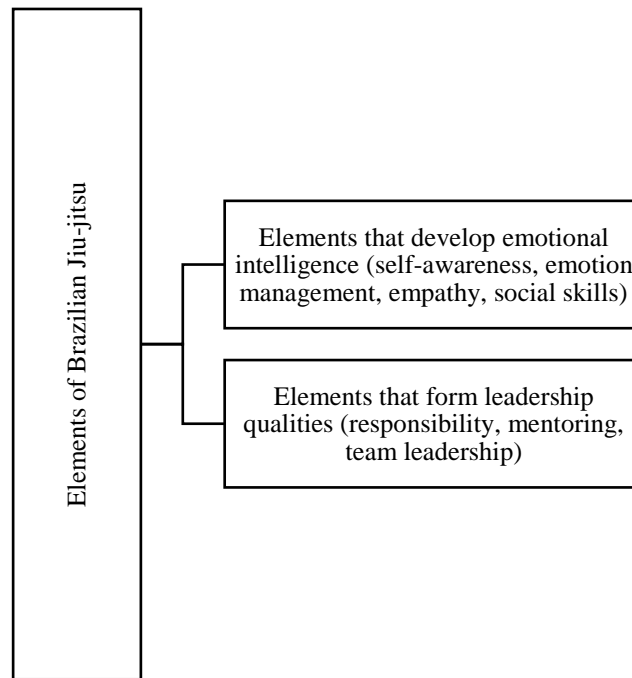 Elements of Brazilian Jiu-jitsu
Elements that develop emotional
intelligence (self-awareness, emotion
management, empathy, social skills)
Elements that form leadership
qualities (responsibility, mentoring,
team leadership)